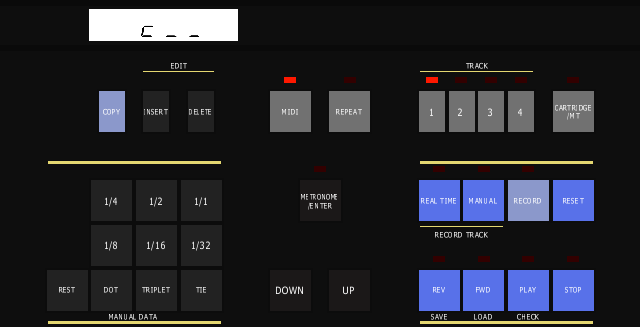 C _ _
EDIT
TRACK
COPY INSERT DELETE MIDI REPEAT 1 2 3 4 CARTRIDGE
/MT
1/4 1/2 1/1 METRONOME
/ENTER REAL TIME MANUAL RECORD RESET
RECORD TRACK
1/8 1/16 1/32
REST DOT TRIPLET TIE DOWN UP REV FWD PLAY STOP
MANUAL DATA SAVE LOAD CHECK